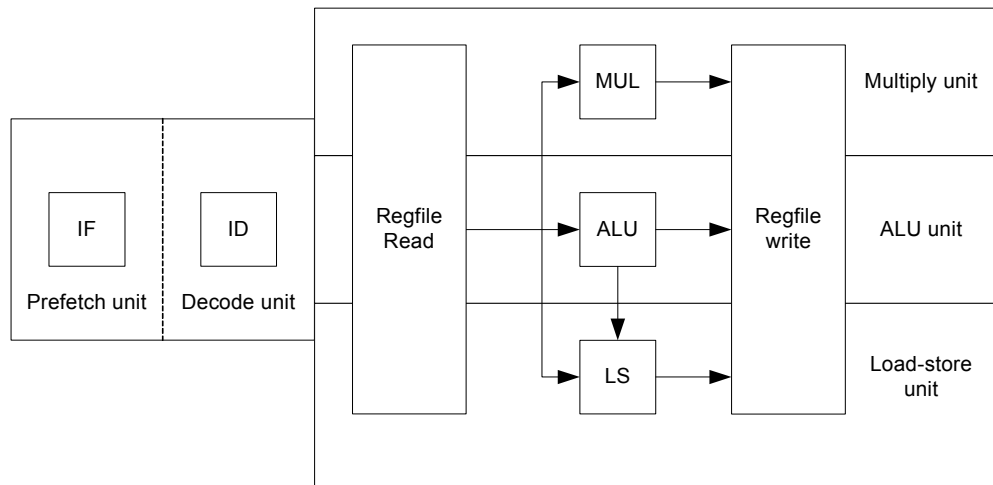 MUL
Multiply unit
IF
ID
Regfile
Read
ALU
Regfile
write
ALU unit
Prefetch unit
Decode unit
LS
Load-store
unit